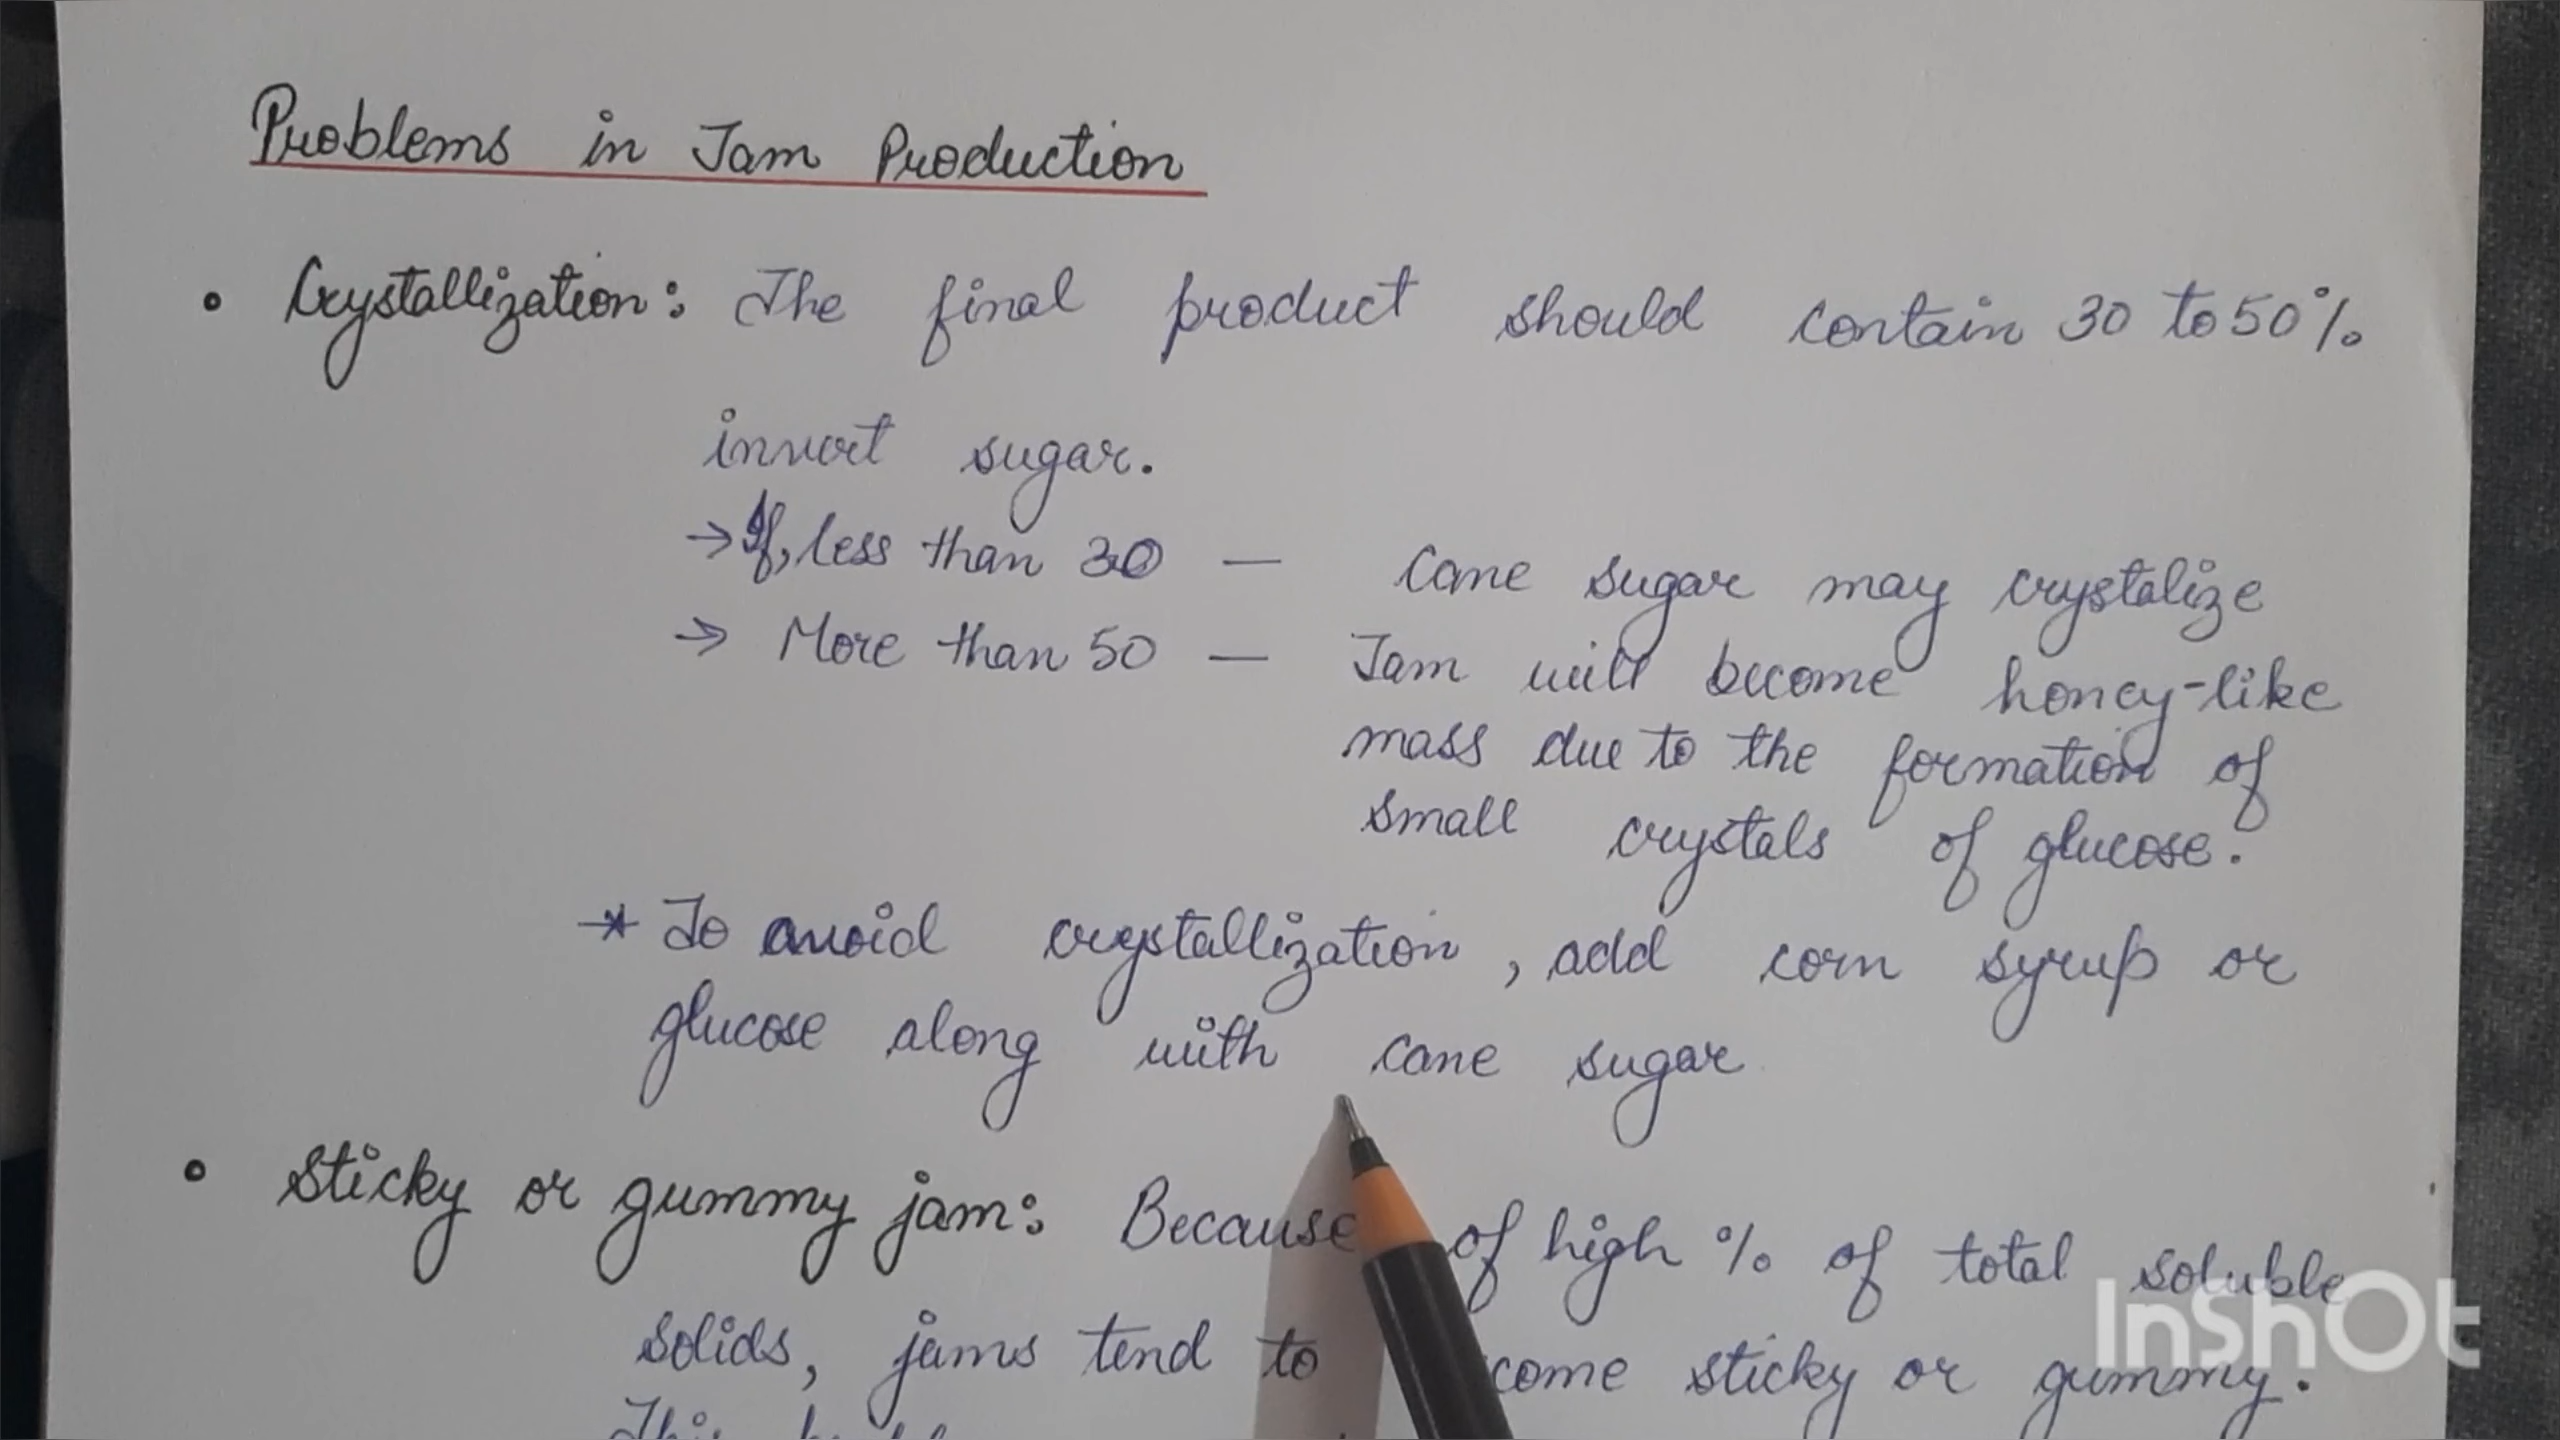 Problems in Jam Production
• Crystallization: The final product should contain 30 to 50%
invert sugar.
→ If, less than 30 — Cane sugar may crystalize
→ More than 50 — Jam will become honey-like
mass due to the formation of
small crystals of glucose.
* To avoid crystallization, add corn syrup or
glucose along with cane sugar
• Sticky or gummy jam: Because of high % of total soluble
solids, jams tend to come sticky or gummy.
This
InShOt